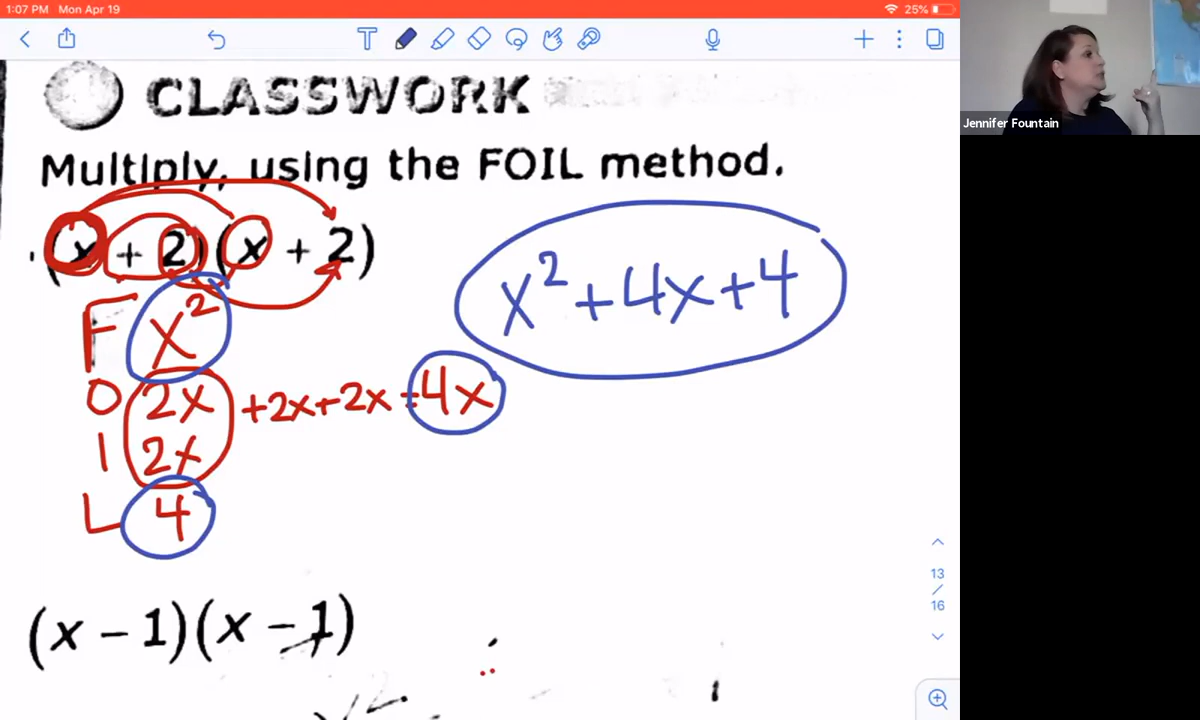 1:07 PM Mon Apr 19
25%
CLASSWORK
Multiply, using the FOIL method.
(x + 2)(x + 2)
x² + 4x + 4
F x²
O 2x +2x+2x = 4x
I 2x
L 4
(x - 1)(x - 1)
13
/
16
Jennifer Fountain